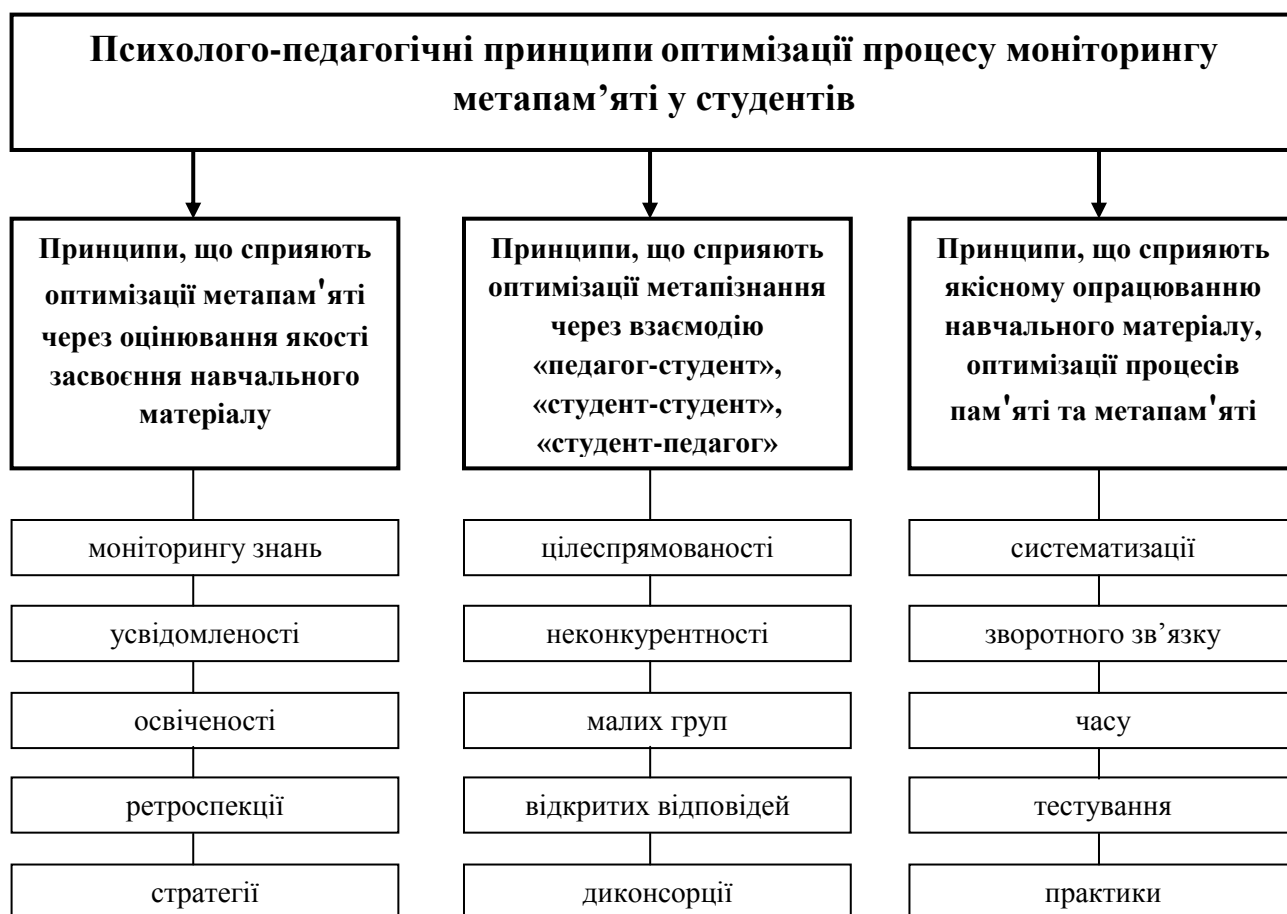 Психолого-педагогічні принципи оптимізації процесу моніторингу
метапам’яті у студентів
Принципи, що сприяють
оптимізації метапам'яті
через оцінювання якості
засвоєння навчального
матеріалу
моніторингу знань
усвідомленості
освіченості
ретроспекції
стратегії
Принципи, що сприяють
оптимізації метапізнання
через взаємодію
«педагог-студент»,
«студент-студент»,
«студент-педагог»
цілеспрямованості
неконкурентності
малих груп
відкритих відповідей
диконсорції
Принципи, що сприяють
якісному опрацюванню
навчального матеріалу,
оптимізації процесів
пам'яті та метапам'яті
систематизації
зворотного зв’язку
часу
тестування
практики